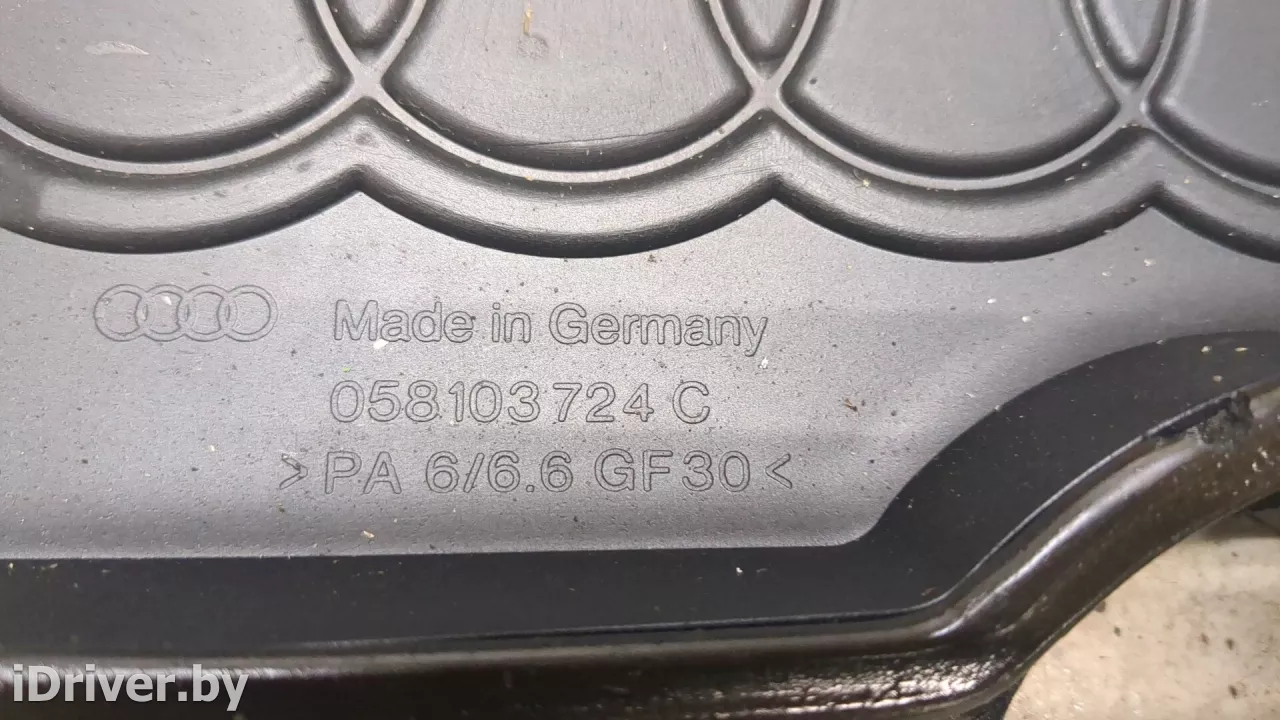 Made in Germany
058103724 C
>PA 6/6.6 GF30<
iDriver.by